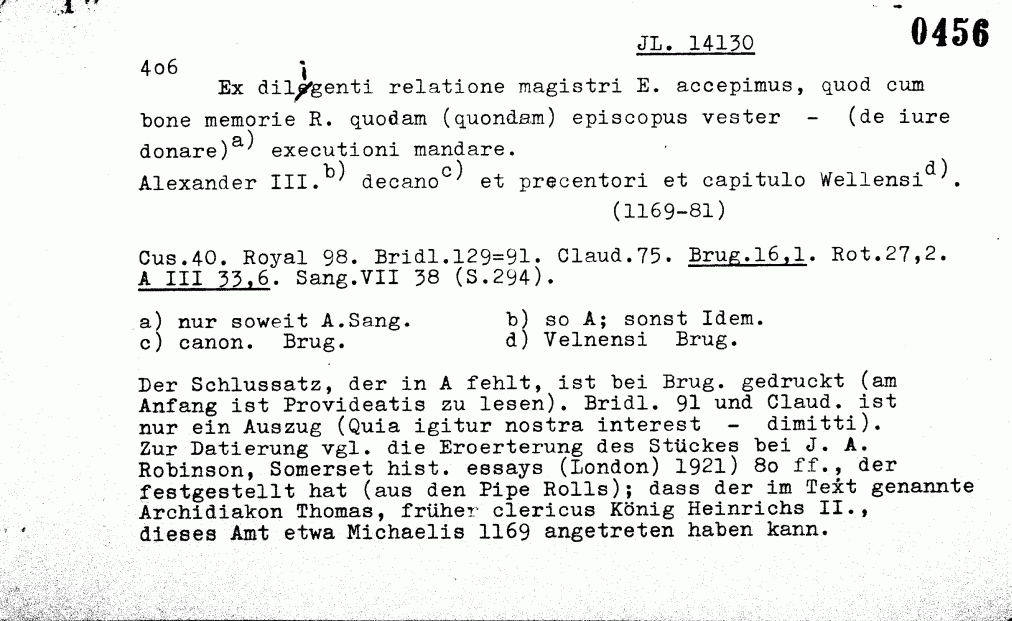 JL. 14130 0456
4o6
Ex diligenti relatione magistri E. accepimus, quod cum
bone memorie R. quodam (quondam) episcopus vester - (de iure
donare)a) executioni mandare.
Alexander III.b) decanoc) et precentori et capitulo Wellensid).
(1169-81)
Cus.40. Royal 98. Bridl.129=91. Claud.75. Brug.16,1. Rot.27,2.
A III 33,6. Sang.VII 38 (S.294).
a) nur soweit A.Sang. b) so A; sonst Idem.
c) canon. Brug. d) Velnensi Brug.
Der Schlussatz, der in A fehlt, ist bei Brug. gedruckt (am
Anfang ist Provideatis zu lesen). Bridl. 91 und Claud. ist
nur ein Auszug (Quia igitur nostra interest - dimitti).
Zur Datierung vgl. die Eroerterung des Stückes bei J. A.
Robinson, Somerset hist. essays (London) 1921) 8o ff., der
festgestellt hat (aus den Pipe Rolls); dass der im Text genannte
Archidiakon Thomas, früher clericus König Heinrichs II.,
dieses Amt etwa Michaelis 1169 angetreten haben kann.